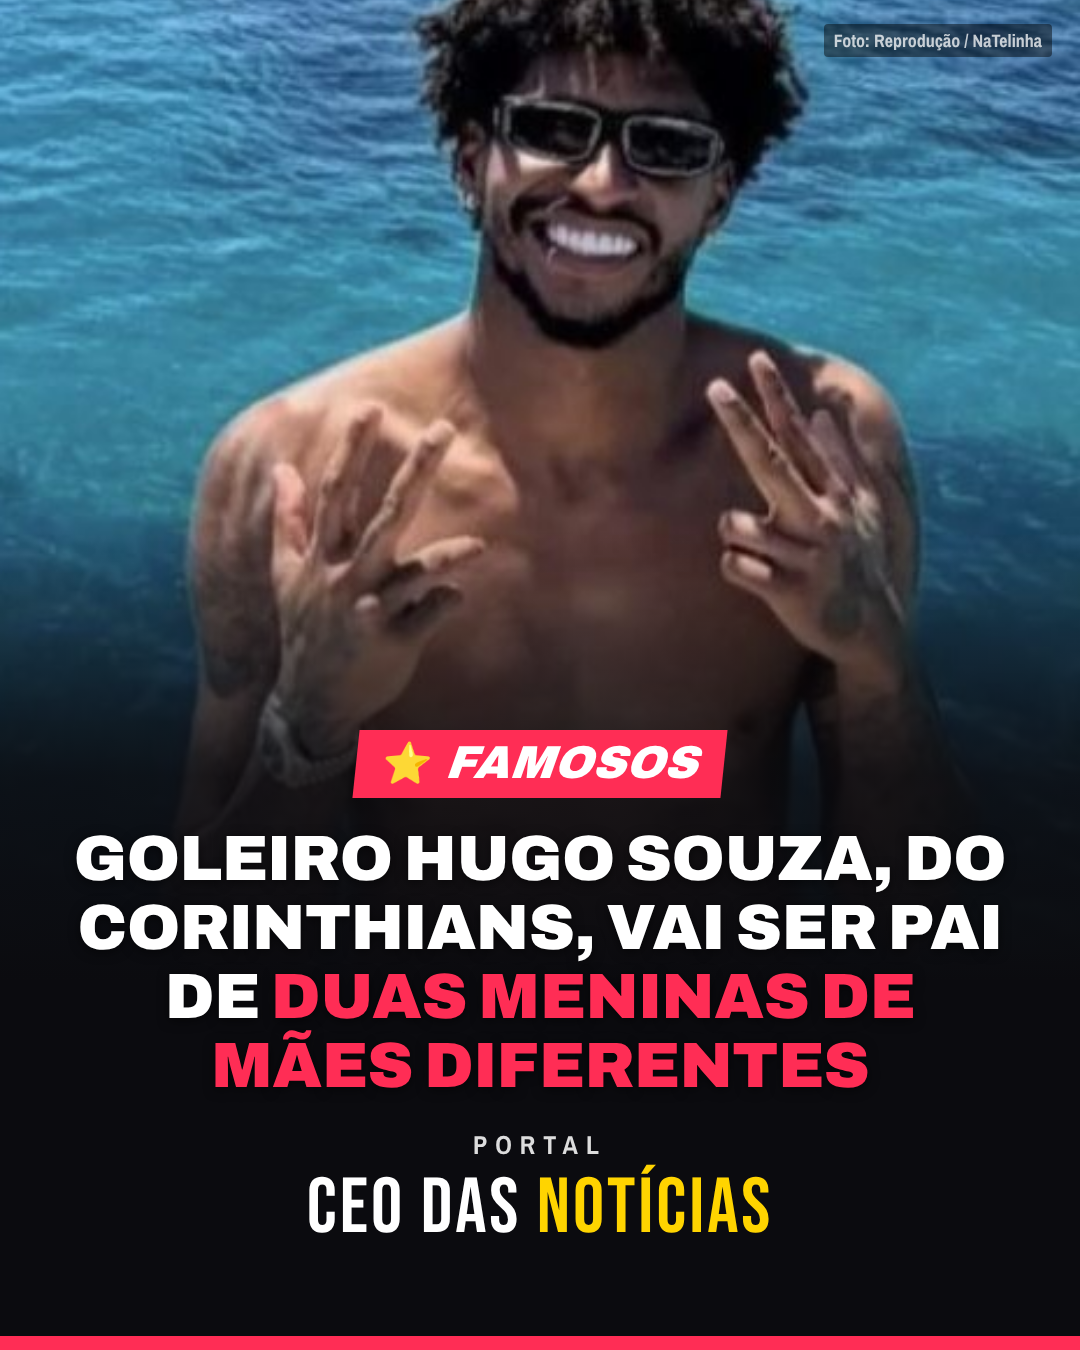 Foto: Reprodução / NaTelinha
⭐ FAMOSOS
GOLEIRO HUGO SOUZA, DO
CORINTHIANS, VAI SER PAI
DE DUAS MENINAS DE
MÃES DIFERENTES
PORTAL
CEO DAS NOTÍCIAS